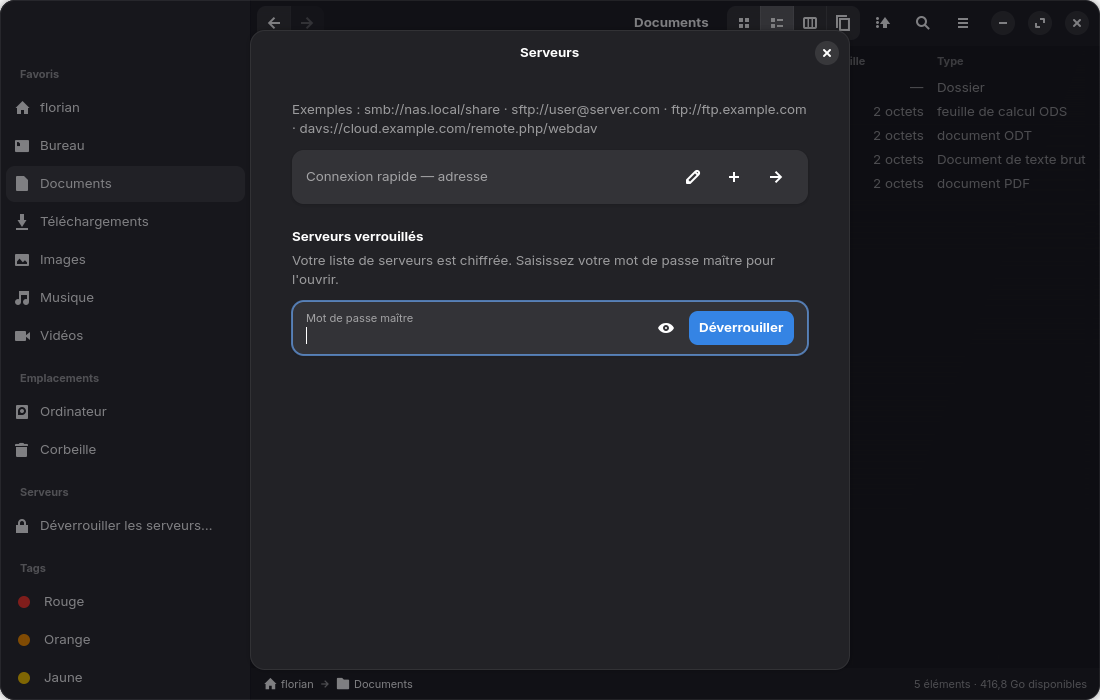 Documents
Serveurs
Favoris
florian
Bureau
Documents
Téléchargements
Images
Musique
Vidéos
Emplacements
Ordinateur
Corbeille
Serveurs
Déverrouiller les serveurs...
Tags
Rouge
Orange
Jaune
Exemples : smb://nas.local/share · sftp://user@server.com · ftp://ftp.example.com
· davs://cloud.example.com/remote.php/webdav
Connexion rapide — adresse
Serveurs verrouillés
Votre liste de serveurs est chiffrée. Saisissez votre mot de passe maître pour
l'ouvrir.
Mot de passe maître
Déverrouiller
ille Type
— Dossier
2 octets feuille de calcul ODS
2 octets document ODT
2 octets Document de texte brut
2 octets document PDF
florian Documents
5 éléments · 416,8 Go disponibles